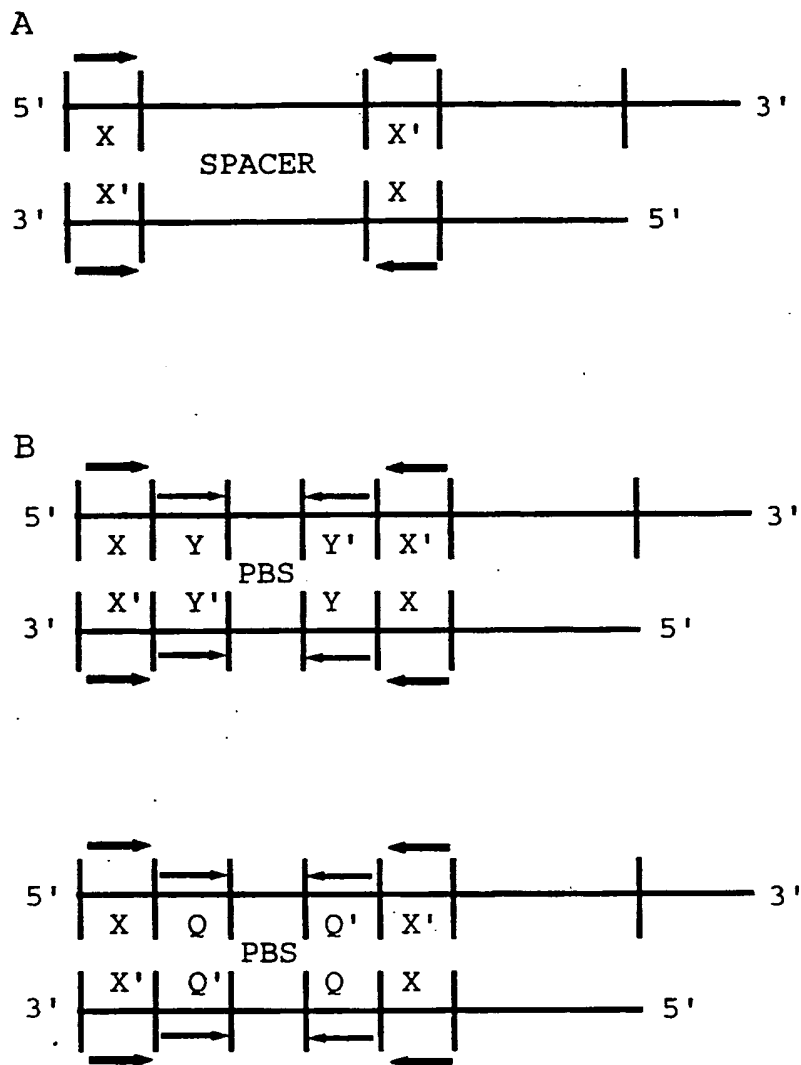 A
5' X X' 3'
SPACER
3' X' X 5'
B
5' X Y Y' X' 3'
PBS
3' X' Y' Y X 5'
5' X Q Q' X' 3'
PBS
3' X' Q' Q X 5'